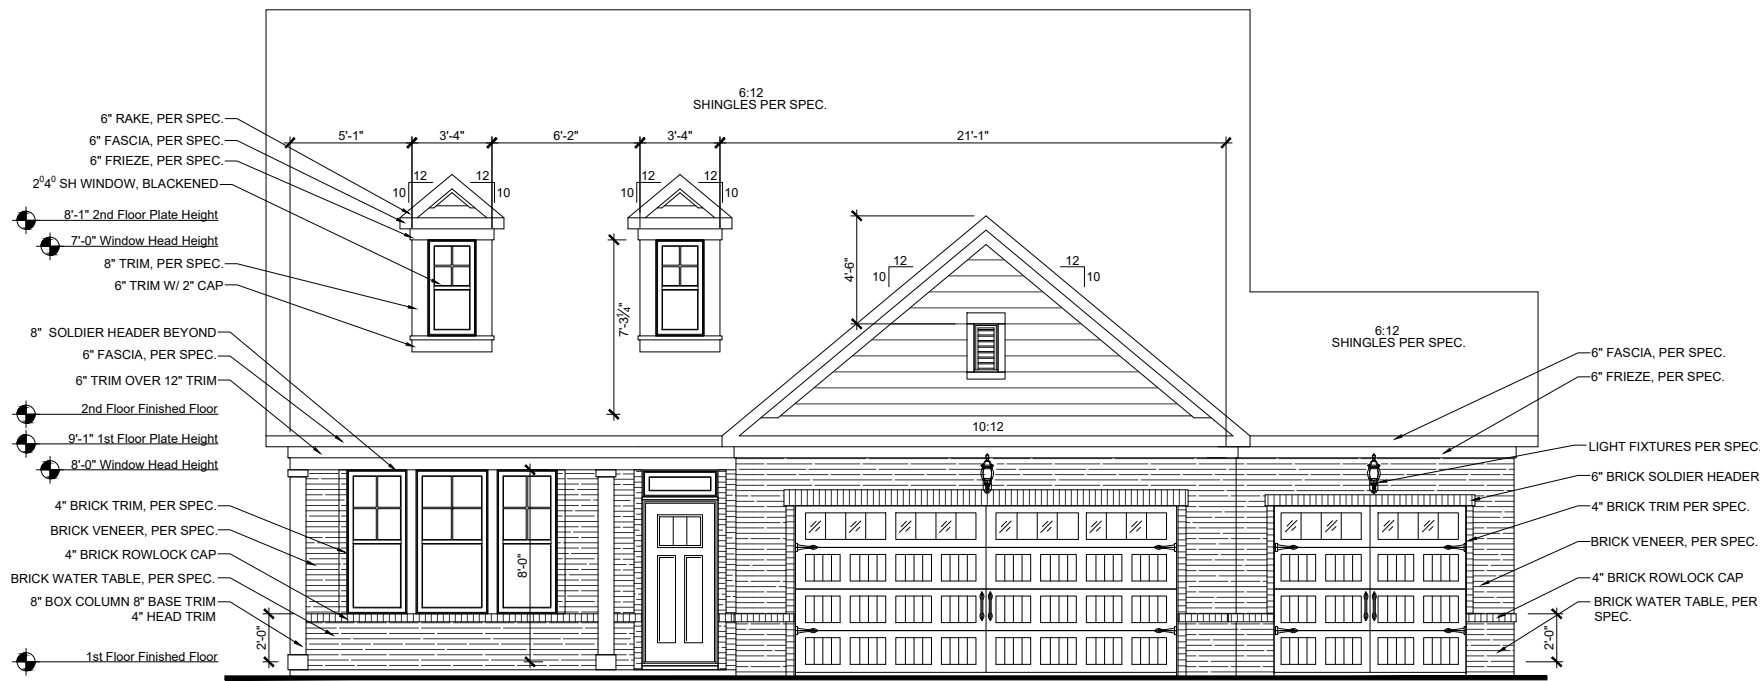 6:12
SHINGLES PER SPEC.
6" RAKE, PER SPEC.
6" FASCIA, PER SPEC.
6" FRIEZE, PER SPEC.
2⁰4⁰ SH WINDOW, BLACKENED
8'-1" 2nd Floor Plate Height
7'-0" Window Head Height
8" TRIM, PER SPEC.
6" TRIM W/ 2" CAP
8" SOLDIER HEADER BEYOND
6" FASCIA, PER SPEC.
6" TRIM OVER 12" TRIM
2nd Floor Finished Floor
9'-1" 1st Floor Plate Height
8'-0" Window Head Height
4" BRICK TRIM, PER SPEC.
BRICK VENEER, PER SPEC.
4" BRICK ROWLOCK CAP
BRICK WATER TABLE, PER SPEC.
8" BOX COLUMN 8" BASE TRIM
4" HEAD TRIM
2'-0"
1st Floor Finished Floor
5'-1" 3'-4" 6'-2" 3'-4" 21'-1"
12 12 12 12
10 10 10 10
7'-3¼"
4'-6"
12 12
10 10
10:12
8'-0"
6:12
SHINGLES PER SPEC.
6" FASCIA, PER SPEC.
6" FRIEZE, PER SPEC.
LIGHT FIXTURES PER SPEC.
6" BRICK SOLDIER HEADER
4" BRICK TRIM PER SPEC.
BRICK VENEER, PER SPEC.
4" BRICK ROWLOCK CAP
BRICK WATER TABLE, PER
SPEC.
2'-0"